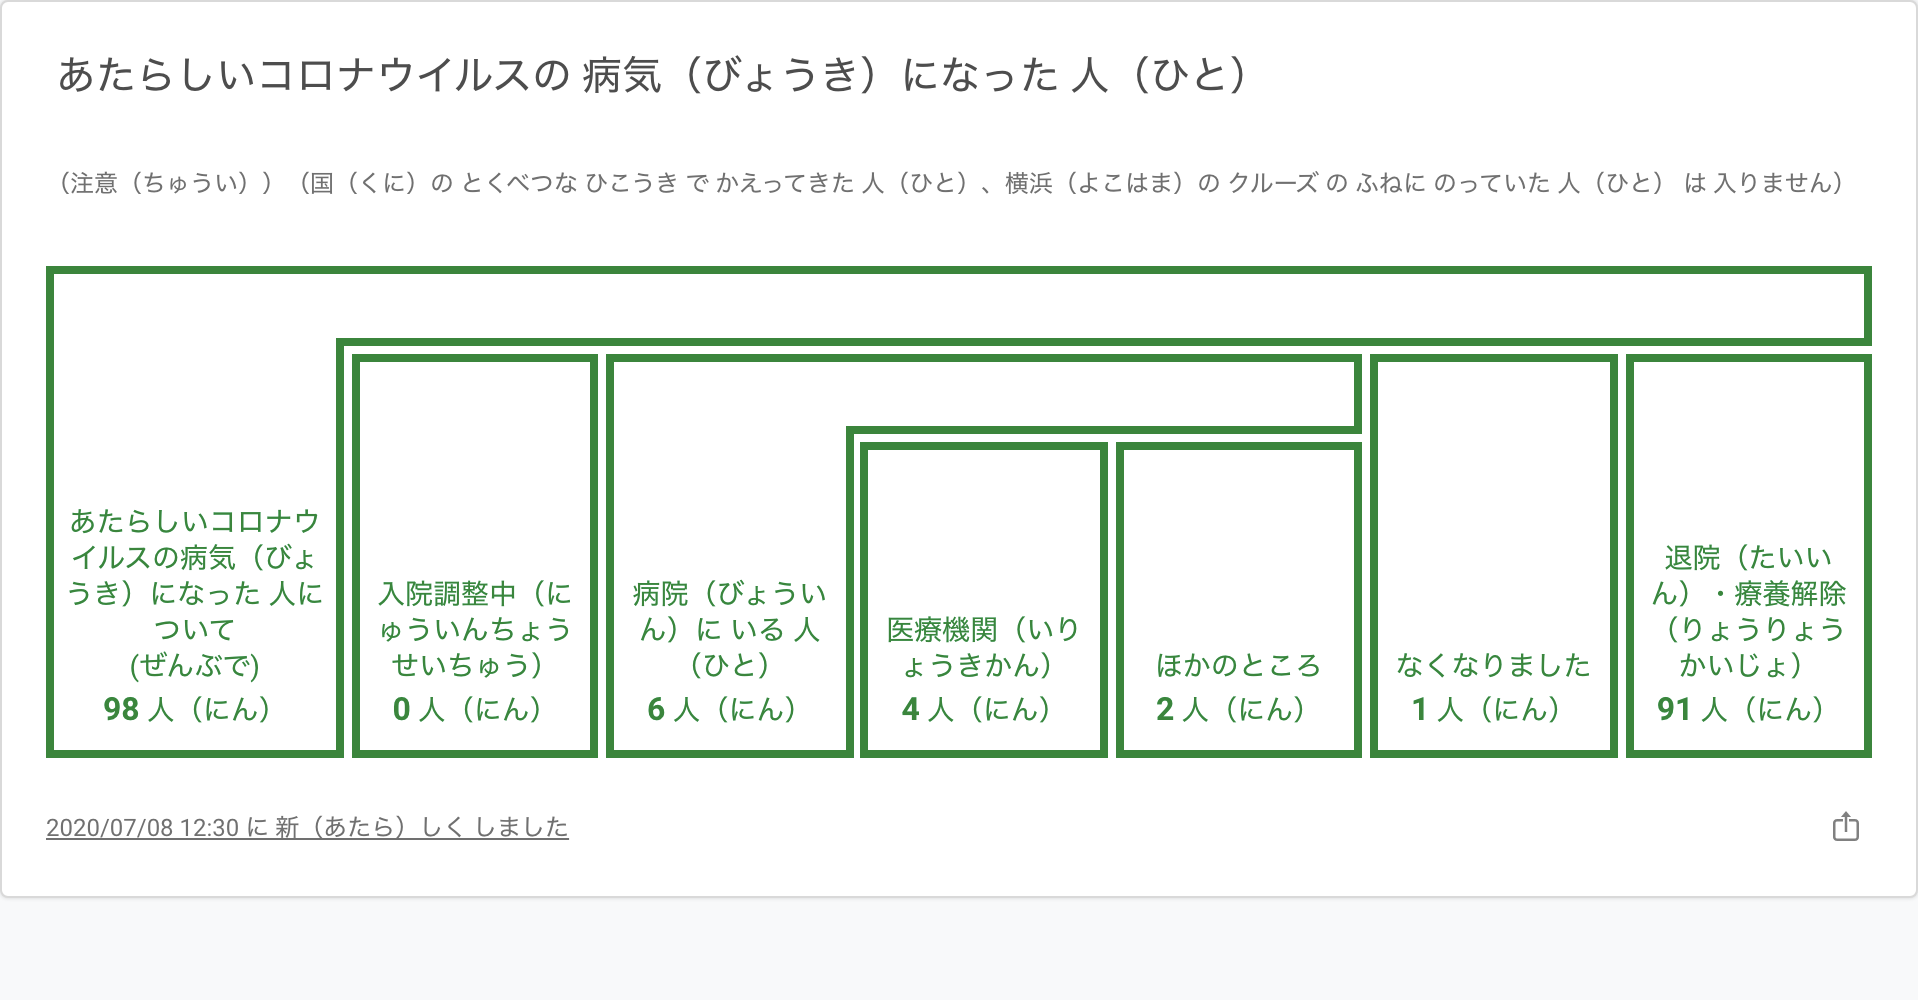 あたらしいコロナウイルスの 病気（びょうき）になった 人（ひと）
（注意（ちゅうい））（国（くに）の とくべつな ひこうき で かえってきた 人（ひと）、横浜（よこはま）の クルーズ の ふねに のっていた 人（ひと） は 入りません）
あたらしいコロナウ
イルスの病気（びょ
うき）になった 人に
ついて
(ぜんぶで)
98 人（にん）
入院調整中（に
ゅういんちょう
せいちゅう）
0 人（にん）
病院（びょうい
ん）に いる 人
（ひと）
6 人（にん）
医療機関（いり
ょうきかん）
4 人（にん）
ほかのところ
2 人（にん）
なくなりました
1 人（にん）
退院（たいい
ん）・療養解除
（りょうりょう
かいじょ）
91 人（にん）
2020/07/08 12:30 に 新（あたら）しく しました